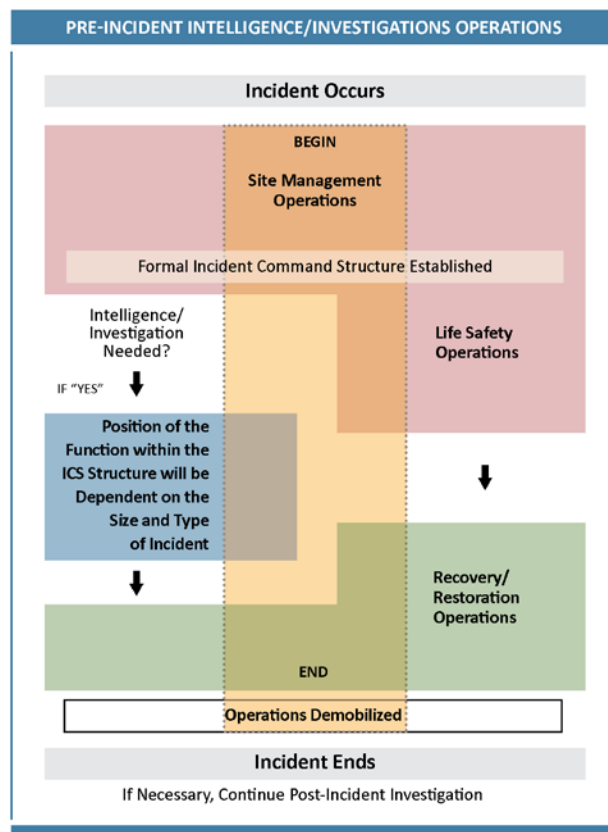 PRE-INCIDENT INTELLIGENCE/INVESTIGATIONS OPERATIONS
Incident Occurs
BEGIN
Site Management
Operations
Formal Incident Command Structure Established
Intelligence/
Investigation
Needed?
Life Safety
Operations
IF "YES"
Position of the
Function within the
ICS Structure will be
Dependent on the
Size and Type
of Incident
Recovery/
Restoration
Operations
END
Operations Demobilized
Incident Ends
If Necessary, Continue Post-Incident Investigation